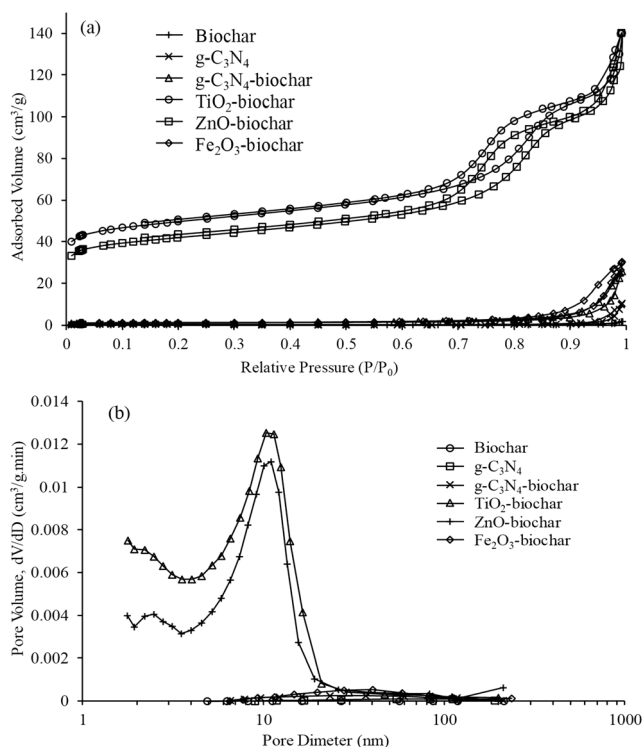 (a)
Biochar
g-C₃N₄
g-C₃N₄-biochar
TiO₂-biochar
ZnO-biochar
Fe₂O₃-biochar
140
120
100
80
60
40
20
0
Adsorbed Volume (cm³/g)
0 0.1 0.2 0.3 0.4 0.5 0.6 0.7 0.8 0.9 1
Relative Pressure (P/P₀)
(b)
Biochar
g-C₃N₄
g-C₃N₄-biochar
TiO₂-biochar
ZnO-biochar
Fe₂O₃-biochar
0.014
0.012
0.01
0.008
0.006
0.004
0.002
0
Pore Volume, dV/dD (cm³/g.min)
1 10 100 1000
Pore Dimeter (nm)